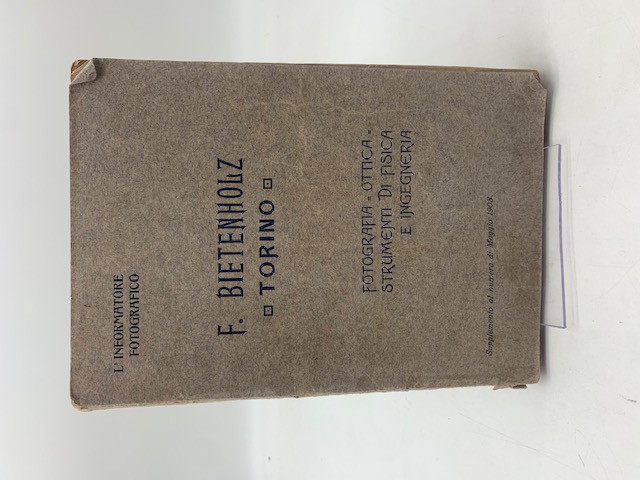 L'INFORMATORE
FOTOGRAFICO
F. BIETENHOLZ
TORINO
FOTOGRAFIA = OTTICA =
STRUMENTI DI FISICA
E INGEGNERIA
Supplemento al numero di Maggio 1908.